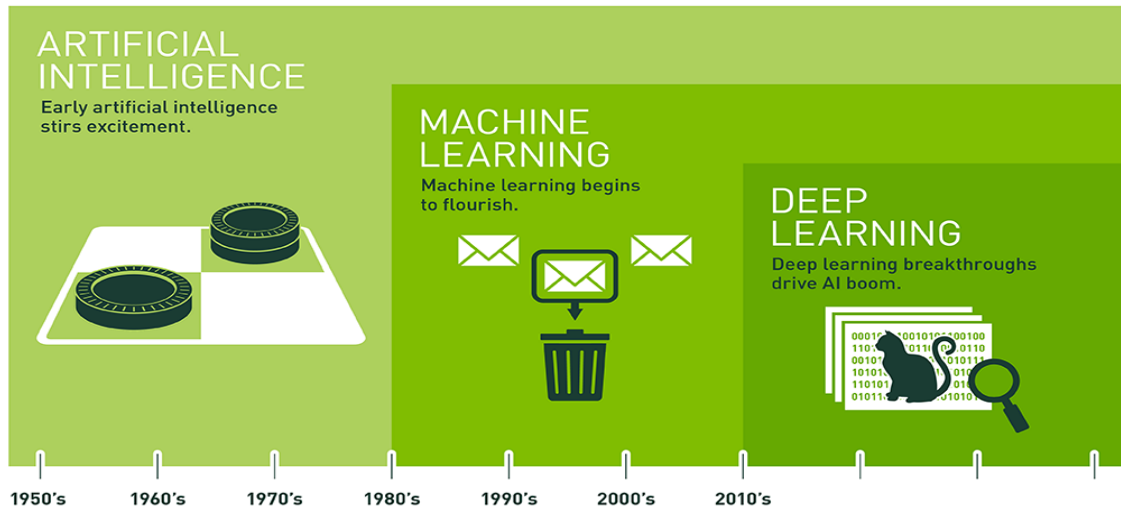 ARTIFICIAL
INTELLIGENCE
Early artificial intelligence
stirs excitement.
MACHINE
LEARNING
Machine learning begins
to flourish.
DEEP
LEARNING
Deep learning breakthroughs
drive AI boom.
1950's 1960's 1970's 1980's 1990's 2000's 2010's